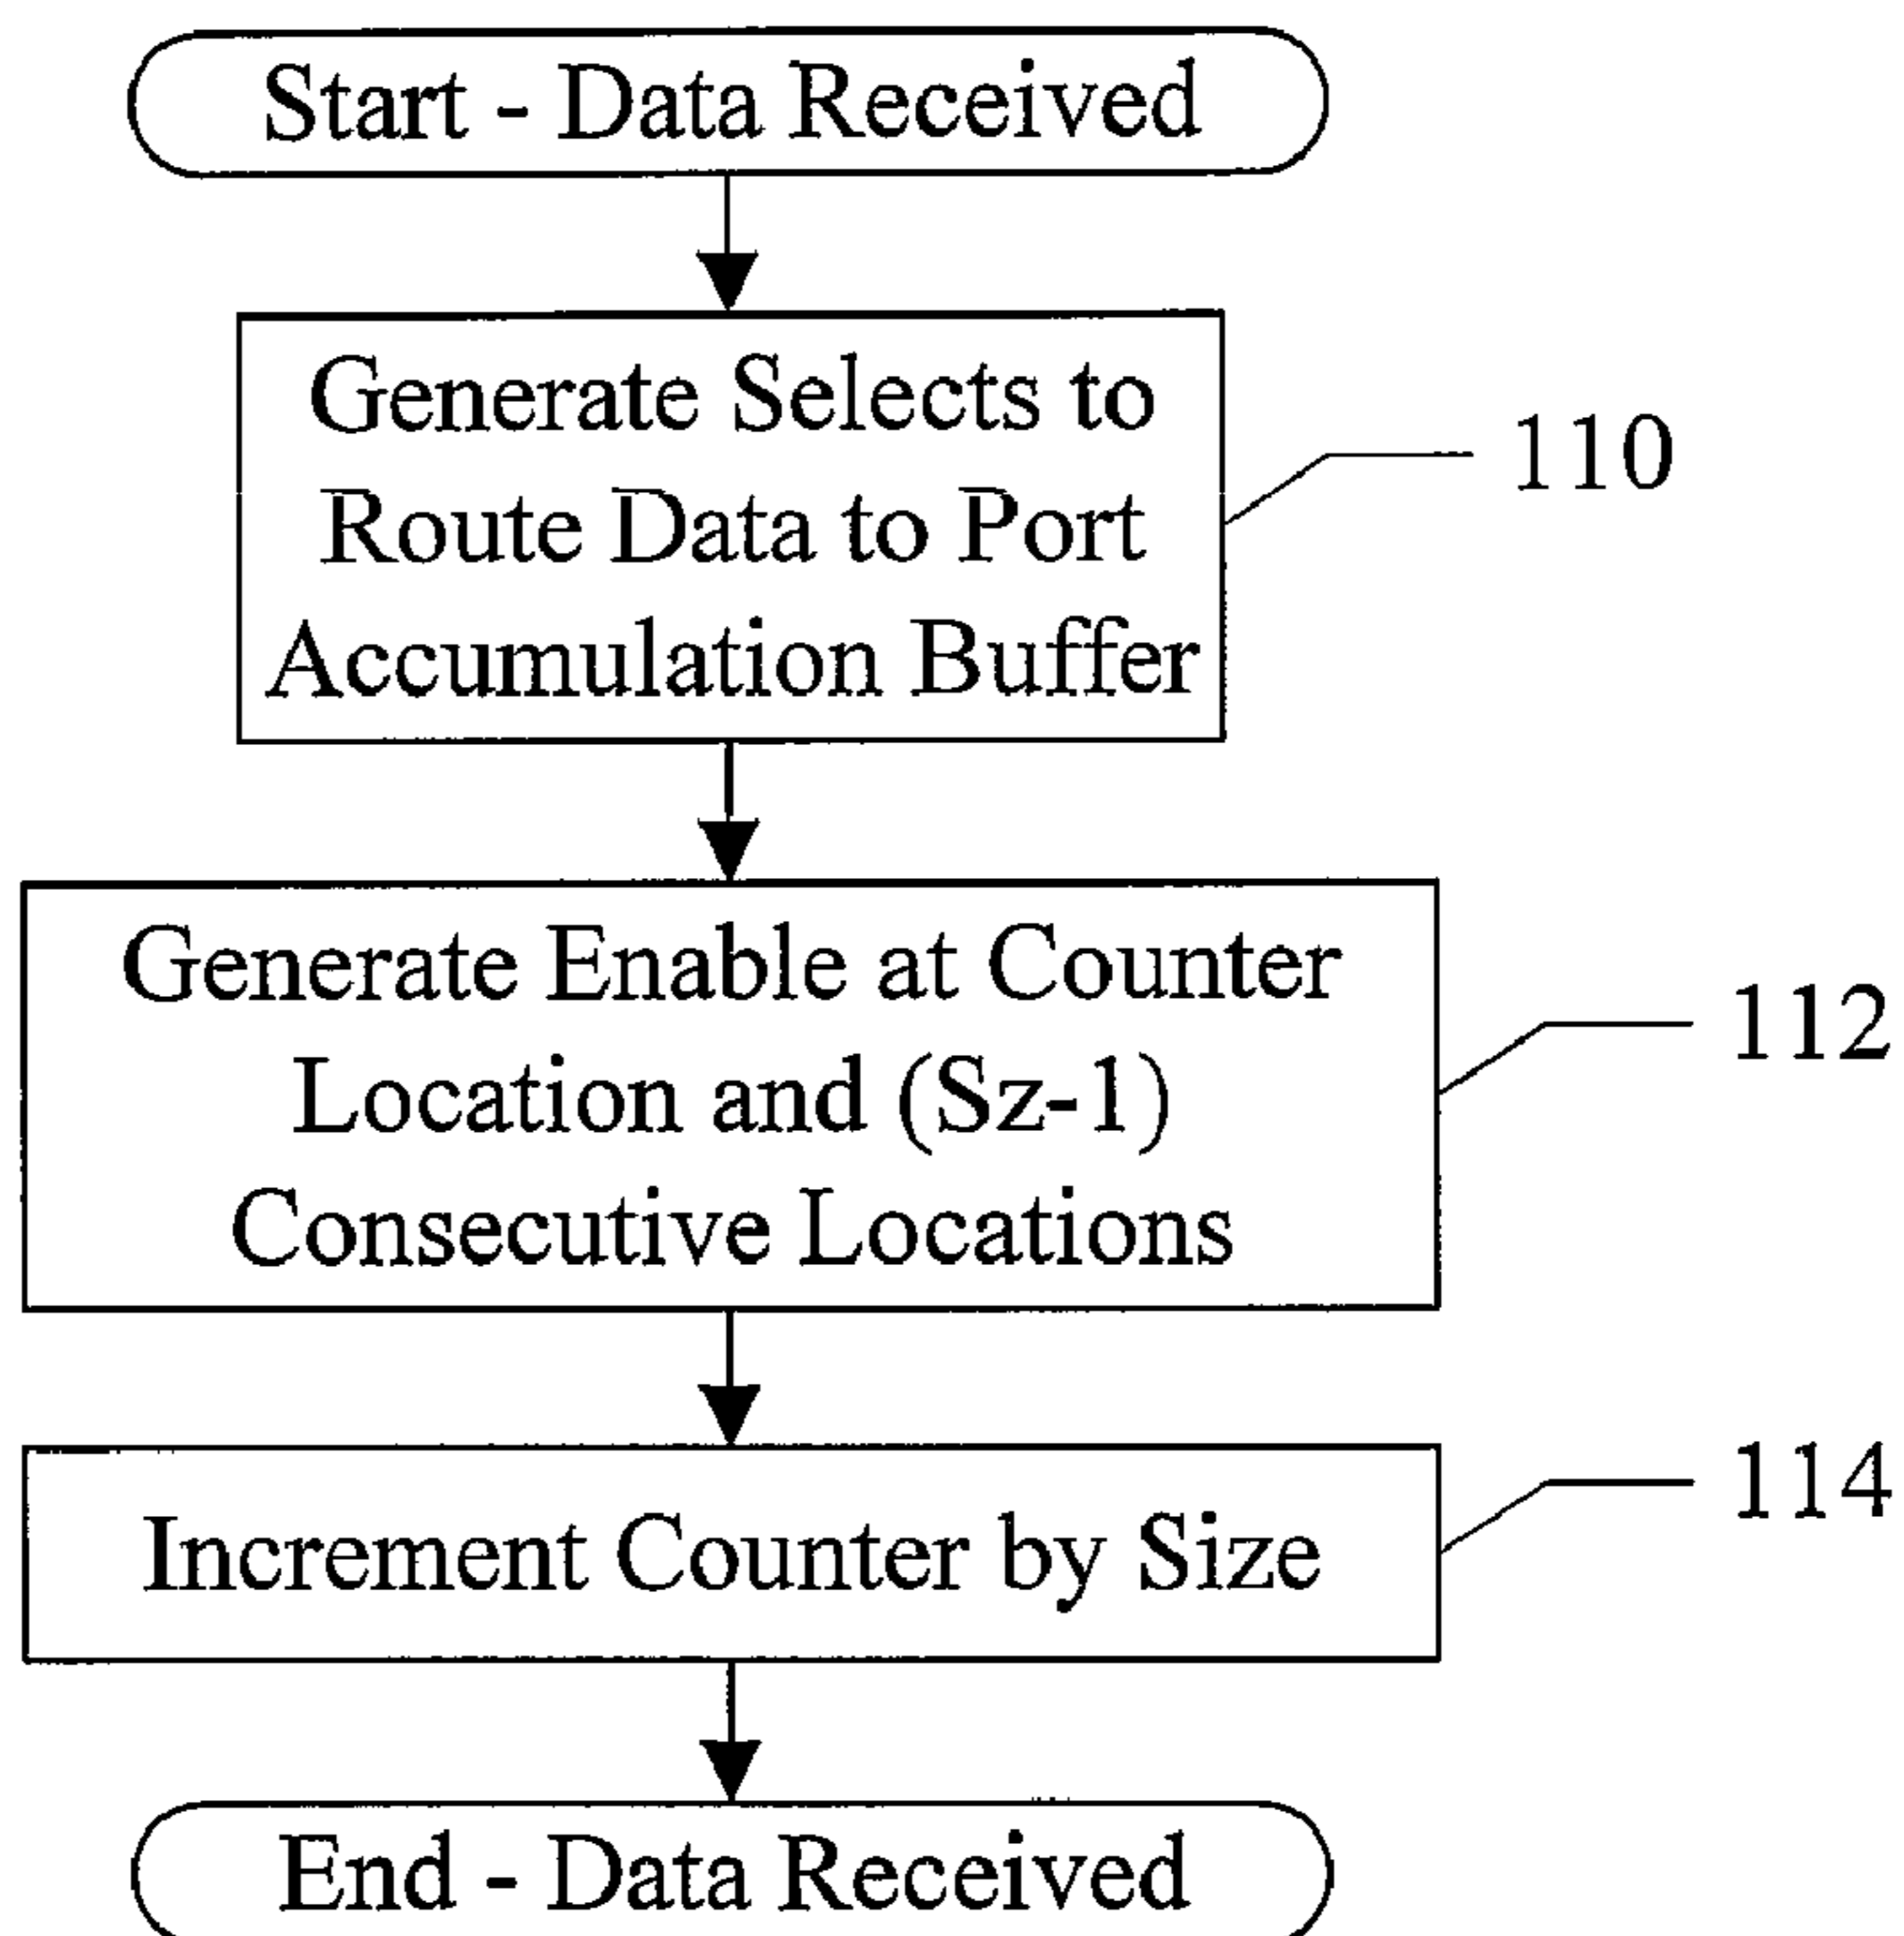 Start - Data Received
Generate Selects to
Route Data to Port
Accumulation Buffer
110
Generate Enable at Counter
Location and (Sz-1)
Consecutive Locations
112
Increment Counter by Size
114
End - Data Received